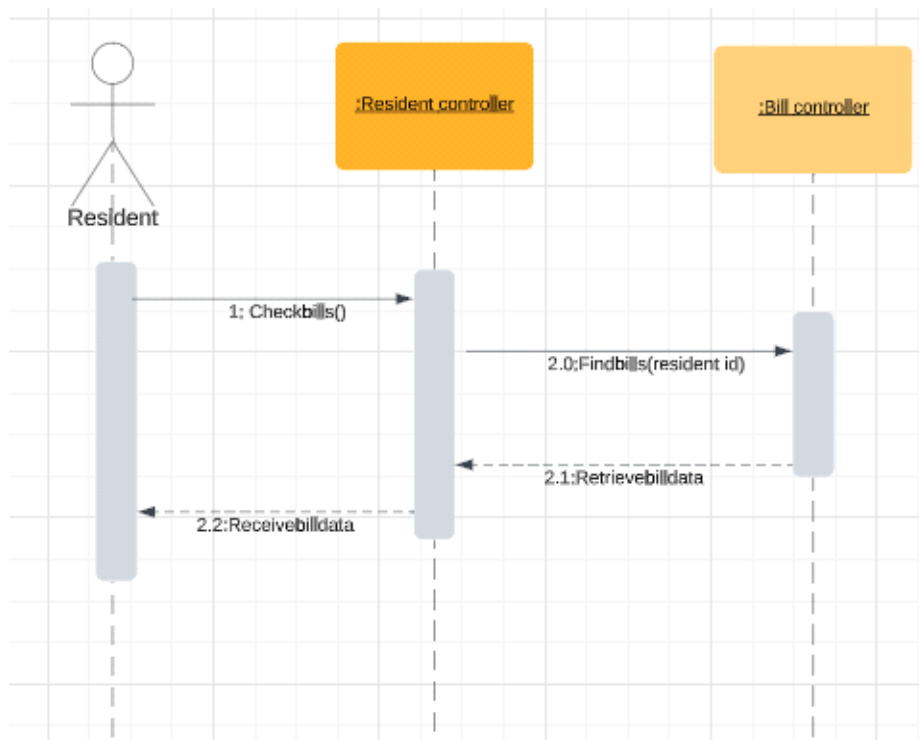 :Resident controller
:Bill controller
Resident
1; Checkbills()
2.0;Findbills(resident id)
2.1:Retrievebilldata
2.2:Receivebilldata